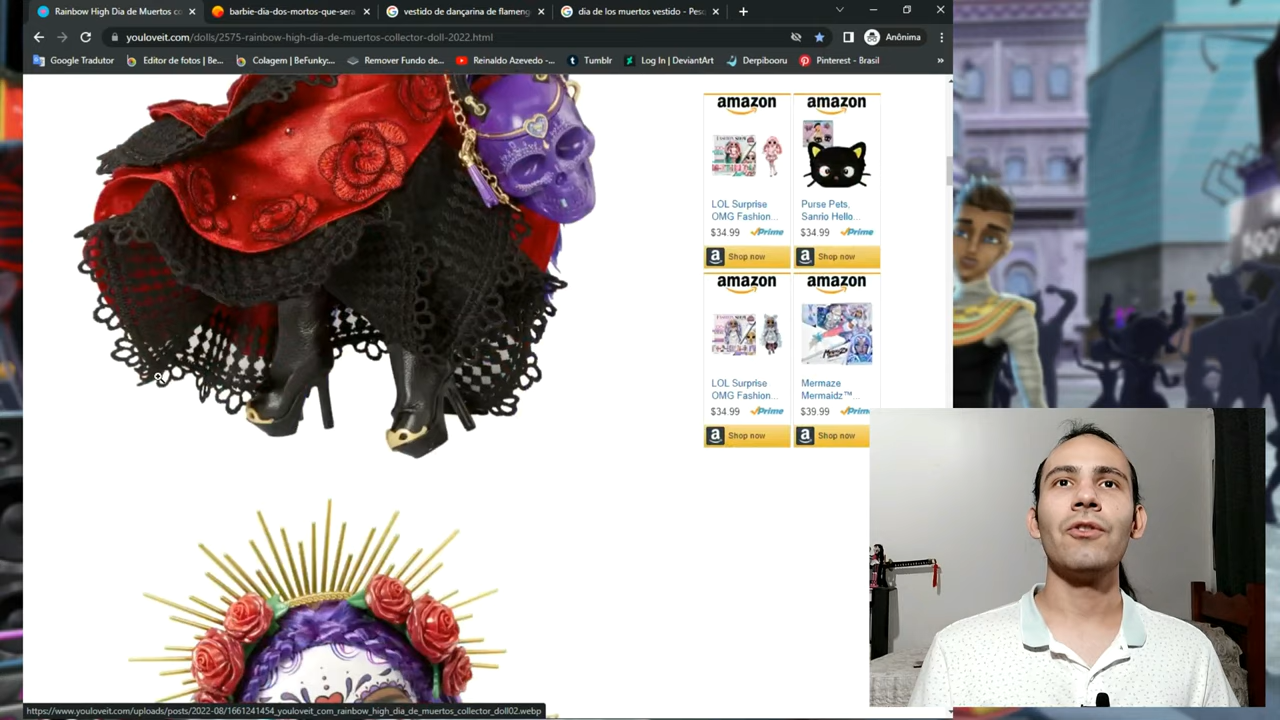 Rainbow High Dia de Muertos co
barbie-dia-dos-mortos-que-sera
vestido de dançarina de flameng
dia de los muertos vestido - Pesq
youloveit.com/dolls/2575-rainbow-high-dia-de-muertos-collector-doll-2022.html
Anônima
Google Tradutor
Editor de fotos | Be...
Colagem | BeFunky:...
Remover Fundo de...
Reinaldo Azevedo -...
Tumblr
Log In | DeviantArt
Derpibooru
Pinterest - Brasil
»
amazon
amazon
LOL Surprise
OMG Fashion...
$34.99 Prime
Shop now
Purse Pets,
Sanrio Hello...
$34.99 Prime
Shop now
amazon
amazon
LOL Surprise
OMG Fashion...
$34.99 Prime
Shop now
Mermaze
Mermaidz™...
$39.99 Prime
Shop now
https://www.youloveit.com/uploads/posts/2022-08/1661241454_youloveit_com_rainbow_high_dia_de_muertos_collector_doll02.webp